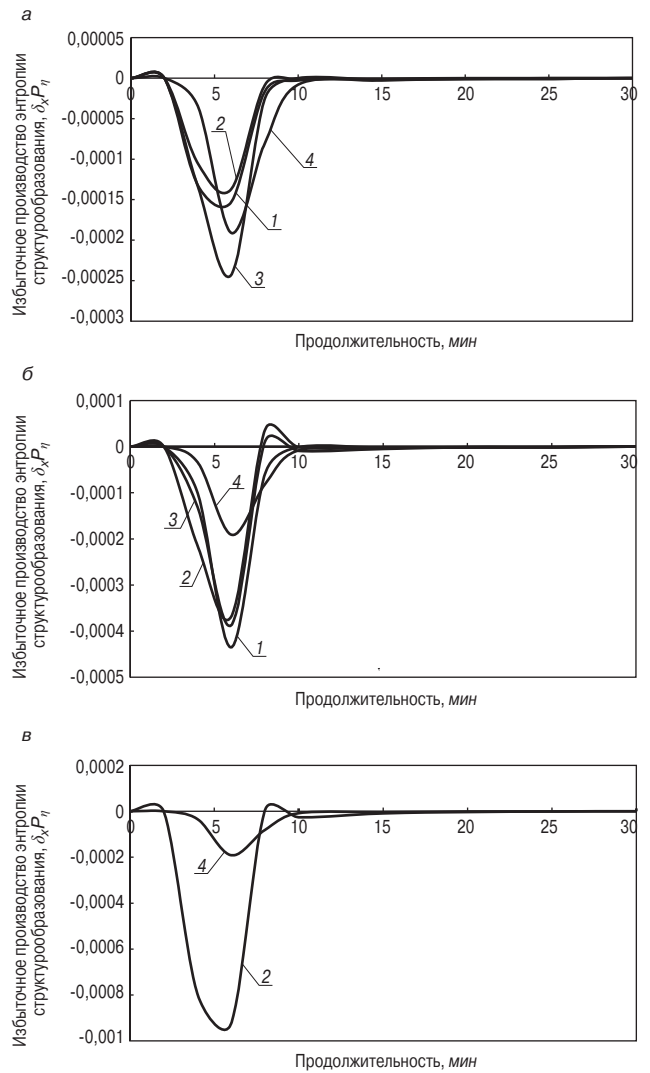 а
Избыточное производство энтропии
структурообразования, δxPη
0,00005
0
-0,00005
-0,0001
-0,00015
-0,0002
-0,00025
-0,0003
0 5 10 15 20 25 30
2
4
1
3
Продолжительность, мин
б
Избыточное производство энтропии
структурообразования, δxPη
0,0001
0
-0,0001
-0,0002
-0,0003
-0,0004
-0,0005
0 5 10 15 20 25 30
4
3
2
1
Продолжительность, мин
в
Избыточное производство энтропии
структурообразования, δxPη
0,0002
0
-0,0002
-0,0004
-0,0006
-0,0008
-0,001
0 5 10 15 20 25 30
4
2
Продолжительность, мин